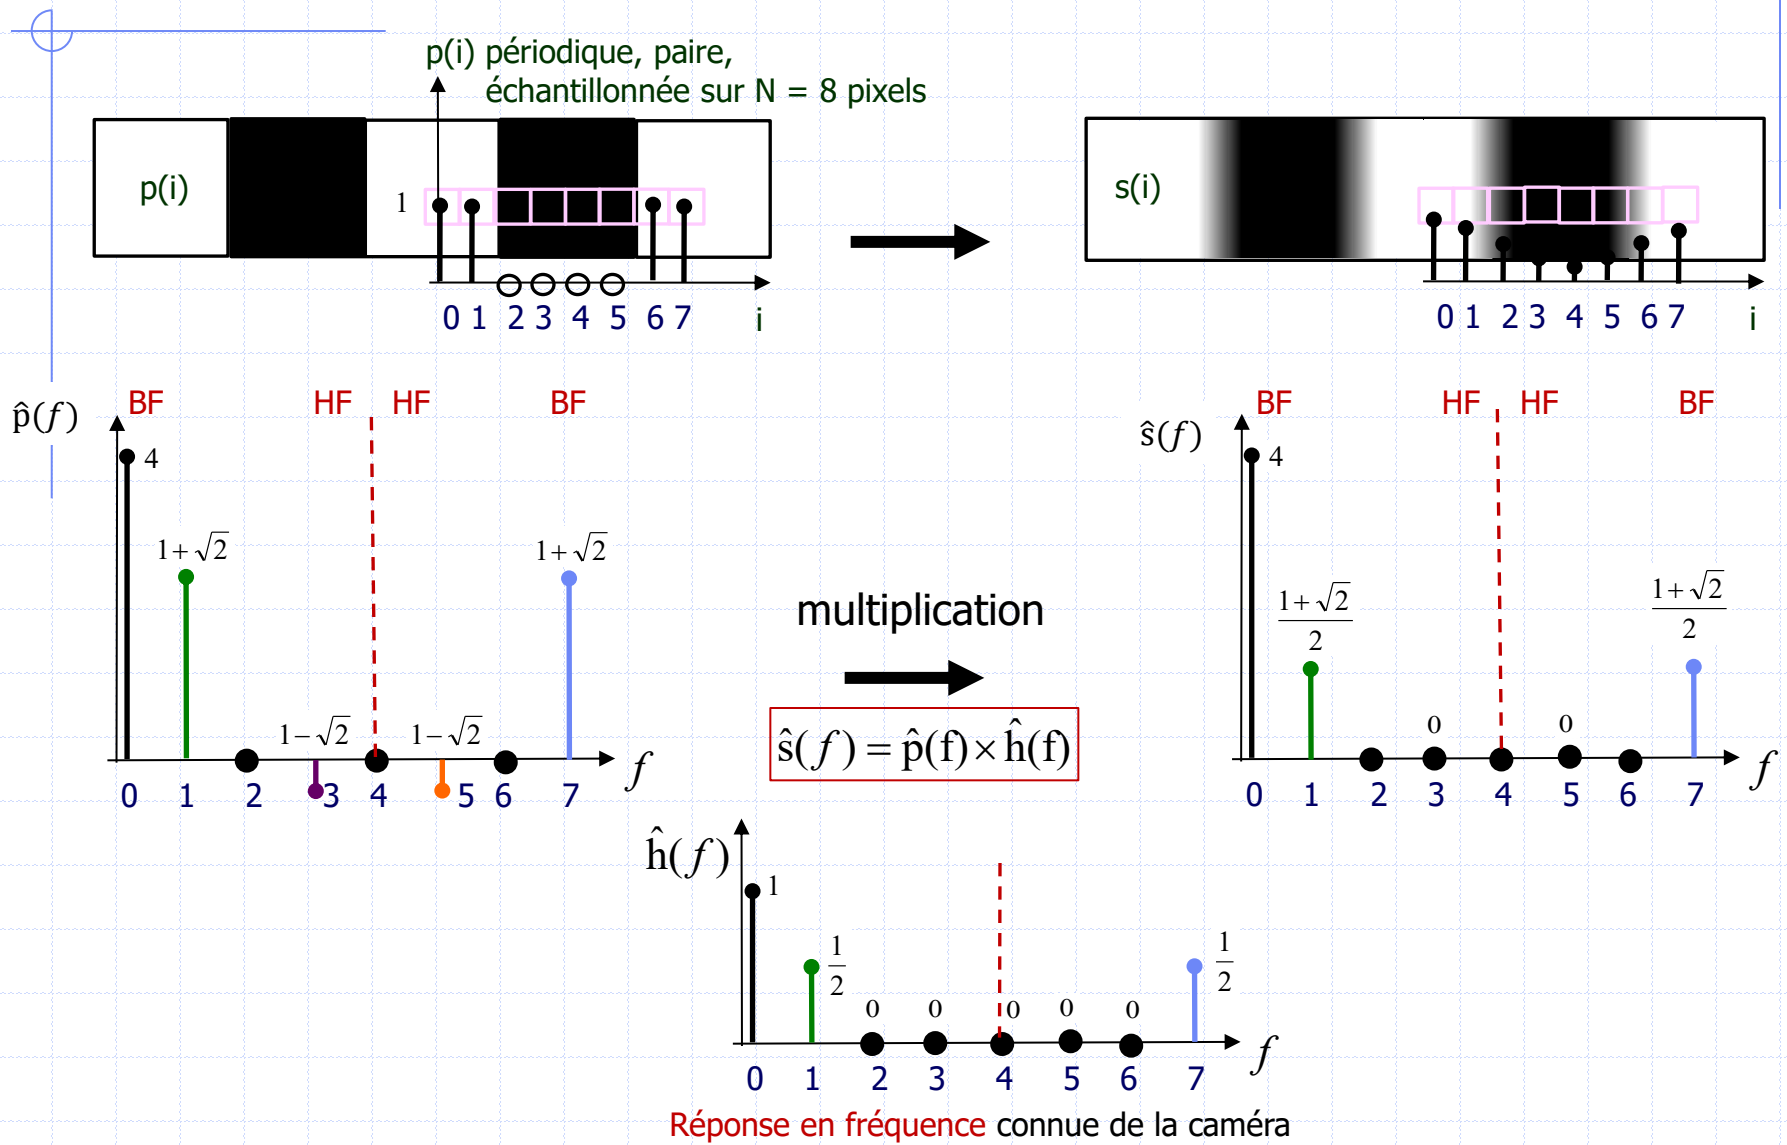 p(i) périodique, paire,
échantillonnée sur N = 8 pixels
p(i)
1
0 1 2 3 4 5 6 7 i
s(i)
0 1 2 3 4 5 6 7 i
p̂(f)
BF HF HF BF
4
1+√2
1+√2
1−√2
1−√2
0 1 2 3 4 5 6 7 f
multiplication
ŝ(f) = p̂(f) × ĥ(f)
ŝ(f)
BF HF HF BF
4
(1+√2)/2
(1+√2)/2
0 0
0 1 2 3 4 5 6 7 f
ĥ(f)
1
1/2
1/2
0 0 0 0 0
0 1 2 3 4 5 6 7 f
Réponse en fréquence connue de la caméra